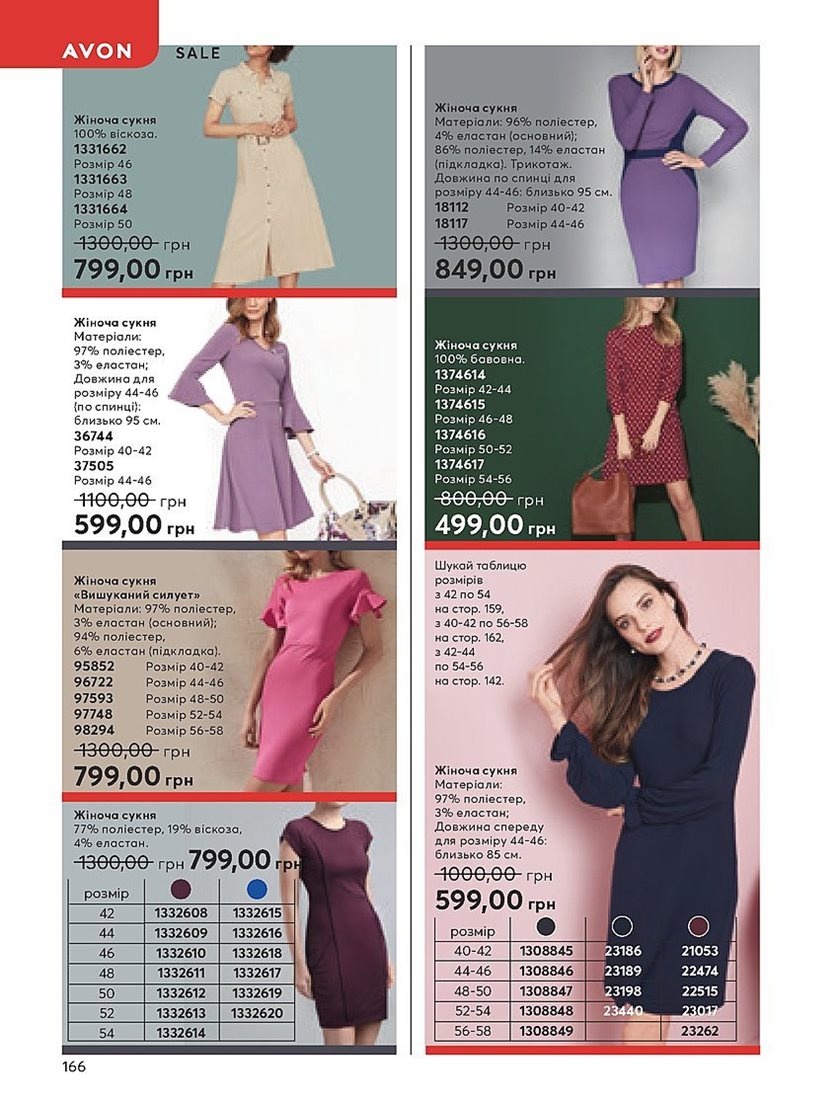 AVON
SALE
Жіноча сукня
100% віскоза.
1331662
Розмір 46
1331663
Розмір 48
1331664
Розмір 50
1300,00 грн
799,00 грн
Жіноча сукня
Матеріали:
97% поліестер,
3% еластан;
Довжина для
розміру 44-46
(по спинці):
близько 95 см.
36744
Розмір 40-42
37505
Розмір 44-46
1100,00 грн
599,00 грн
Жіноча сукня
«Вишуканий силует»
Матеріали: 97% поліестер,
3% еластан (основний);
94% поліестер,
6% еластан (підкладка).
95852 Розмір 40-42
96722 Розмір 44-46
97593 Розмір 48-50
97748 Розмір 52-54
98294 Розмір 56-58
1300,00 грн
799,00 грн
Жіноча сукня
77% поліестер, 19% віскоза,
4% еластан.
1300,00 грн 799,00 грн
розмір
42 1332608 1332615
44 1332609 1332616
46 1332610 1332618
48 1332611 1332617
50 1332612 1332619
52 1332613 1332620
54 1332614
Жіноча сукня
Матеріали: 96% поліестер,
4% еластан (основний);
86% поліестер, 14% еластан
(підкладка). Трикотаж.
Довжина по спинці для
розміру 44-46: близько 95 см.
18112 Розмір 40-42
18117 Розмір 44-46
1300,00 грн
849,00 грн
Жіноча сукня
100% бавовна.
1374614
Розмір 42-44
1374615
Розмір 46-48
1374616
Розмір 50-52
1374617
Розмір 54-56
800,00 грн
499,00 грн
Шукай таблицю
розмірів
з 42 по 54
на стор. 159,
з 40-42 по 56-58
на стор. 162,
з 42-44
по 54-56
на стор. 142.
Жіноча сукня
Матеріали:
97% поліестер,
3% еластан;
Довжина спереду
для розміру 44-46:
близько 85 см.
1000,00 грн
599,00 грн
розмір
40-42 1308845 23186 21053
44-46 1308846 23189 22474
48-50 1308847 23198 22515
52-54 1308848 23440 23017
56-58 1308849 23262
166